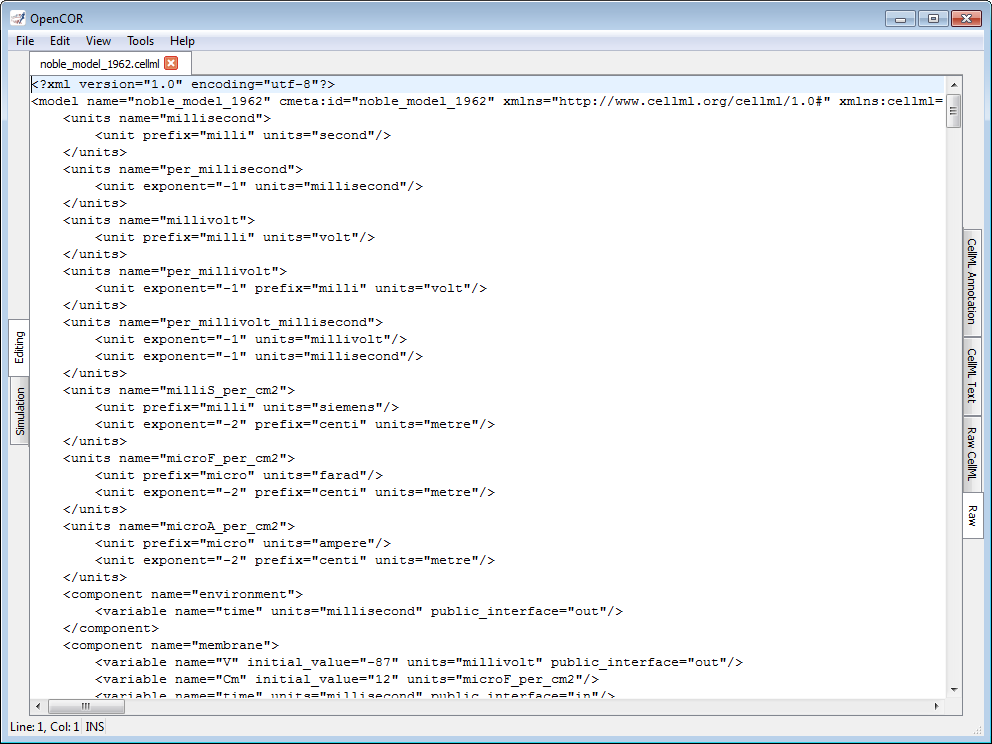 OpenCOR
File Edit View Tools Help
noble_model_1962.cellml
<?xml version="1.0" encoding="utf-8"?>
<model name="noble_model_1962" cmeta:id="noble_model_1962" xmlns="http://www.cellml.org/cellml/1.0#" xmlns:cellml=
    <units name="millisecond">
        <unit prefix="milli" units="second"/>
    </units>
    <units name="per_millisecond">
        <unit exponent="-1" units="millisecond"/>
    </units>
    <units name="millivolt">
        <unit prefix="milli" units="volt"/>
    </units>
    <units name="per_millivolt">
        <unit exponent="-1" prefix="milli" units="volt"/>
    </units>
    <units name="per_millivolt_millisecond">
        <unit exponent="-1" units="millivolt"/>
        <unit exponent="-1" units="millisecond"/>
    </units>
    <units name="milliS_per_cm2">
        <unit prefix="milli" units="siemens"/>
        <unit exponent="-2" prefix="centi" units="metre"/>
    </units>
    <units name="microF_per_cm2">
        <unit prefix="micro" units="farad"/>
        <unit exponent="-2" prefix="centi" units="metre"/>
    </units>
    <units name="microA_per_cm2">
        <unit prefix="micro" units="ampere"/>
        <unit exponent="-2" prefix="centi" units="metre"/>
    </units>
    <component name="environment">
        <variable name="time" units="millisecond" public_interface="out"/>
    </component>
    <component name="membrane">
        <variable name="V" initial_value="-87" units="millivolt" public_interface="out"/>
        <variable name="Cm" initial_value="12" units="microF_per_cm2"/>
        <variable name="time" units="millisecond" public_interface="in"/>
Editing
Simulation
CellML Annotation
CellML Text
Raw CellML
Raw
Line: 1, Col: 1 INS